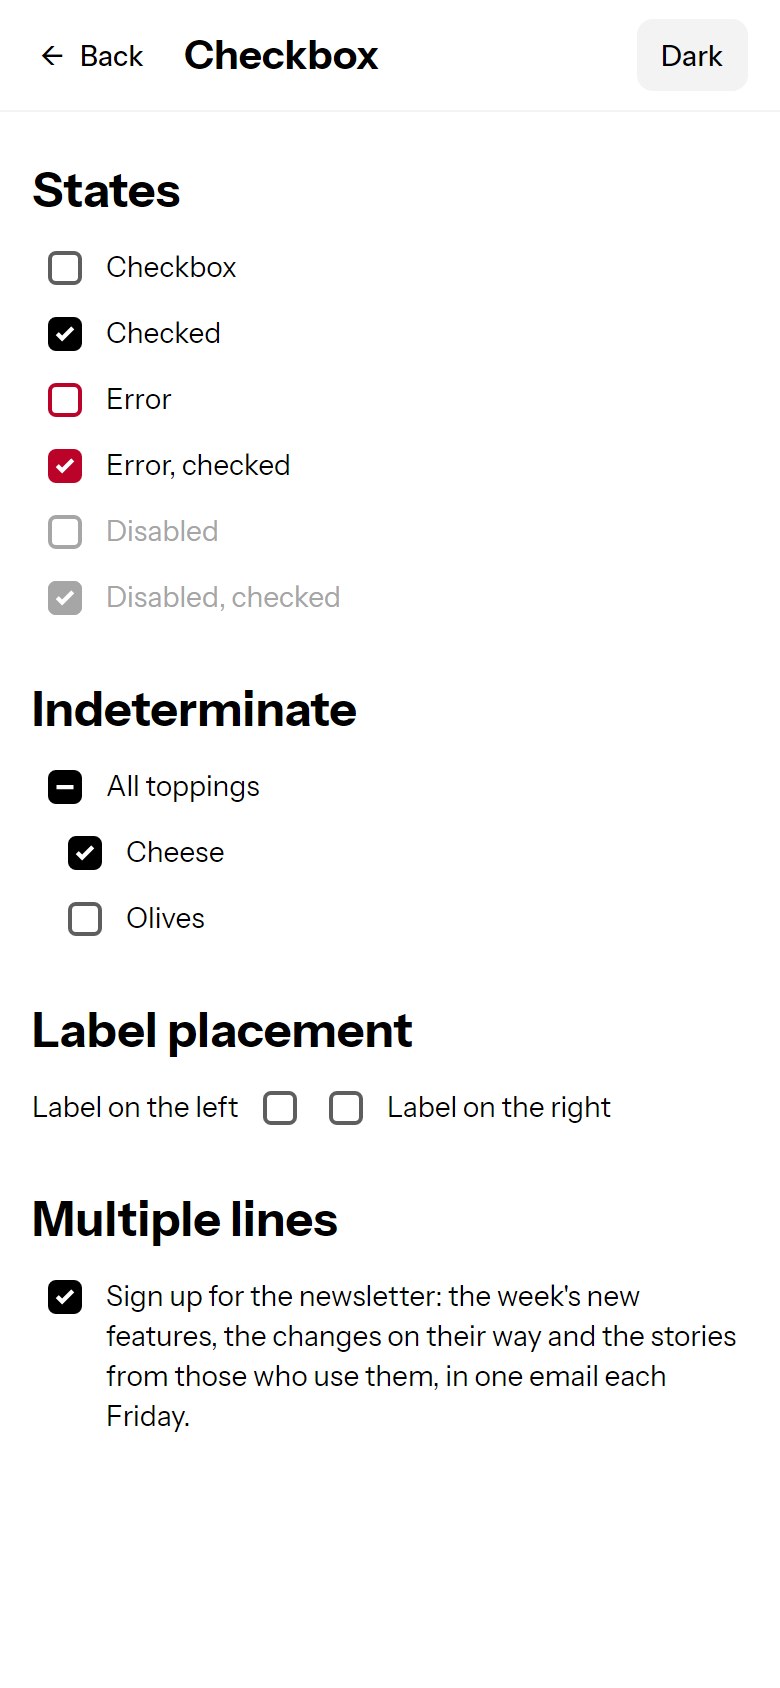 ← Back Checkbox Dark
States
Checkbox
Checked
Error
Error, checked
Disabled
Disabled, checked
Indeterminate
All toppings
Cheese
Olives
Label placement
Label on the left Label on the right
Multiple lines
Sign up for the newsletter: the week's new
features, the changes on their way and the stories
from those who use them, in one email each
Friday.